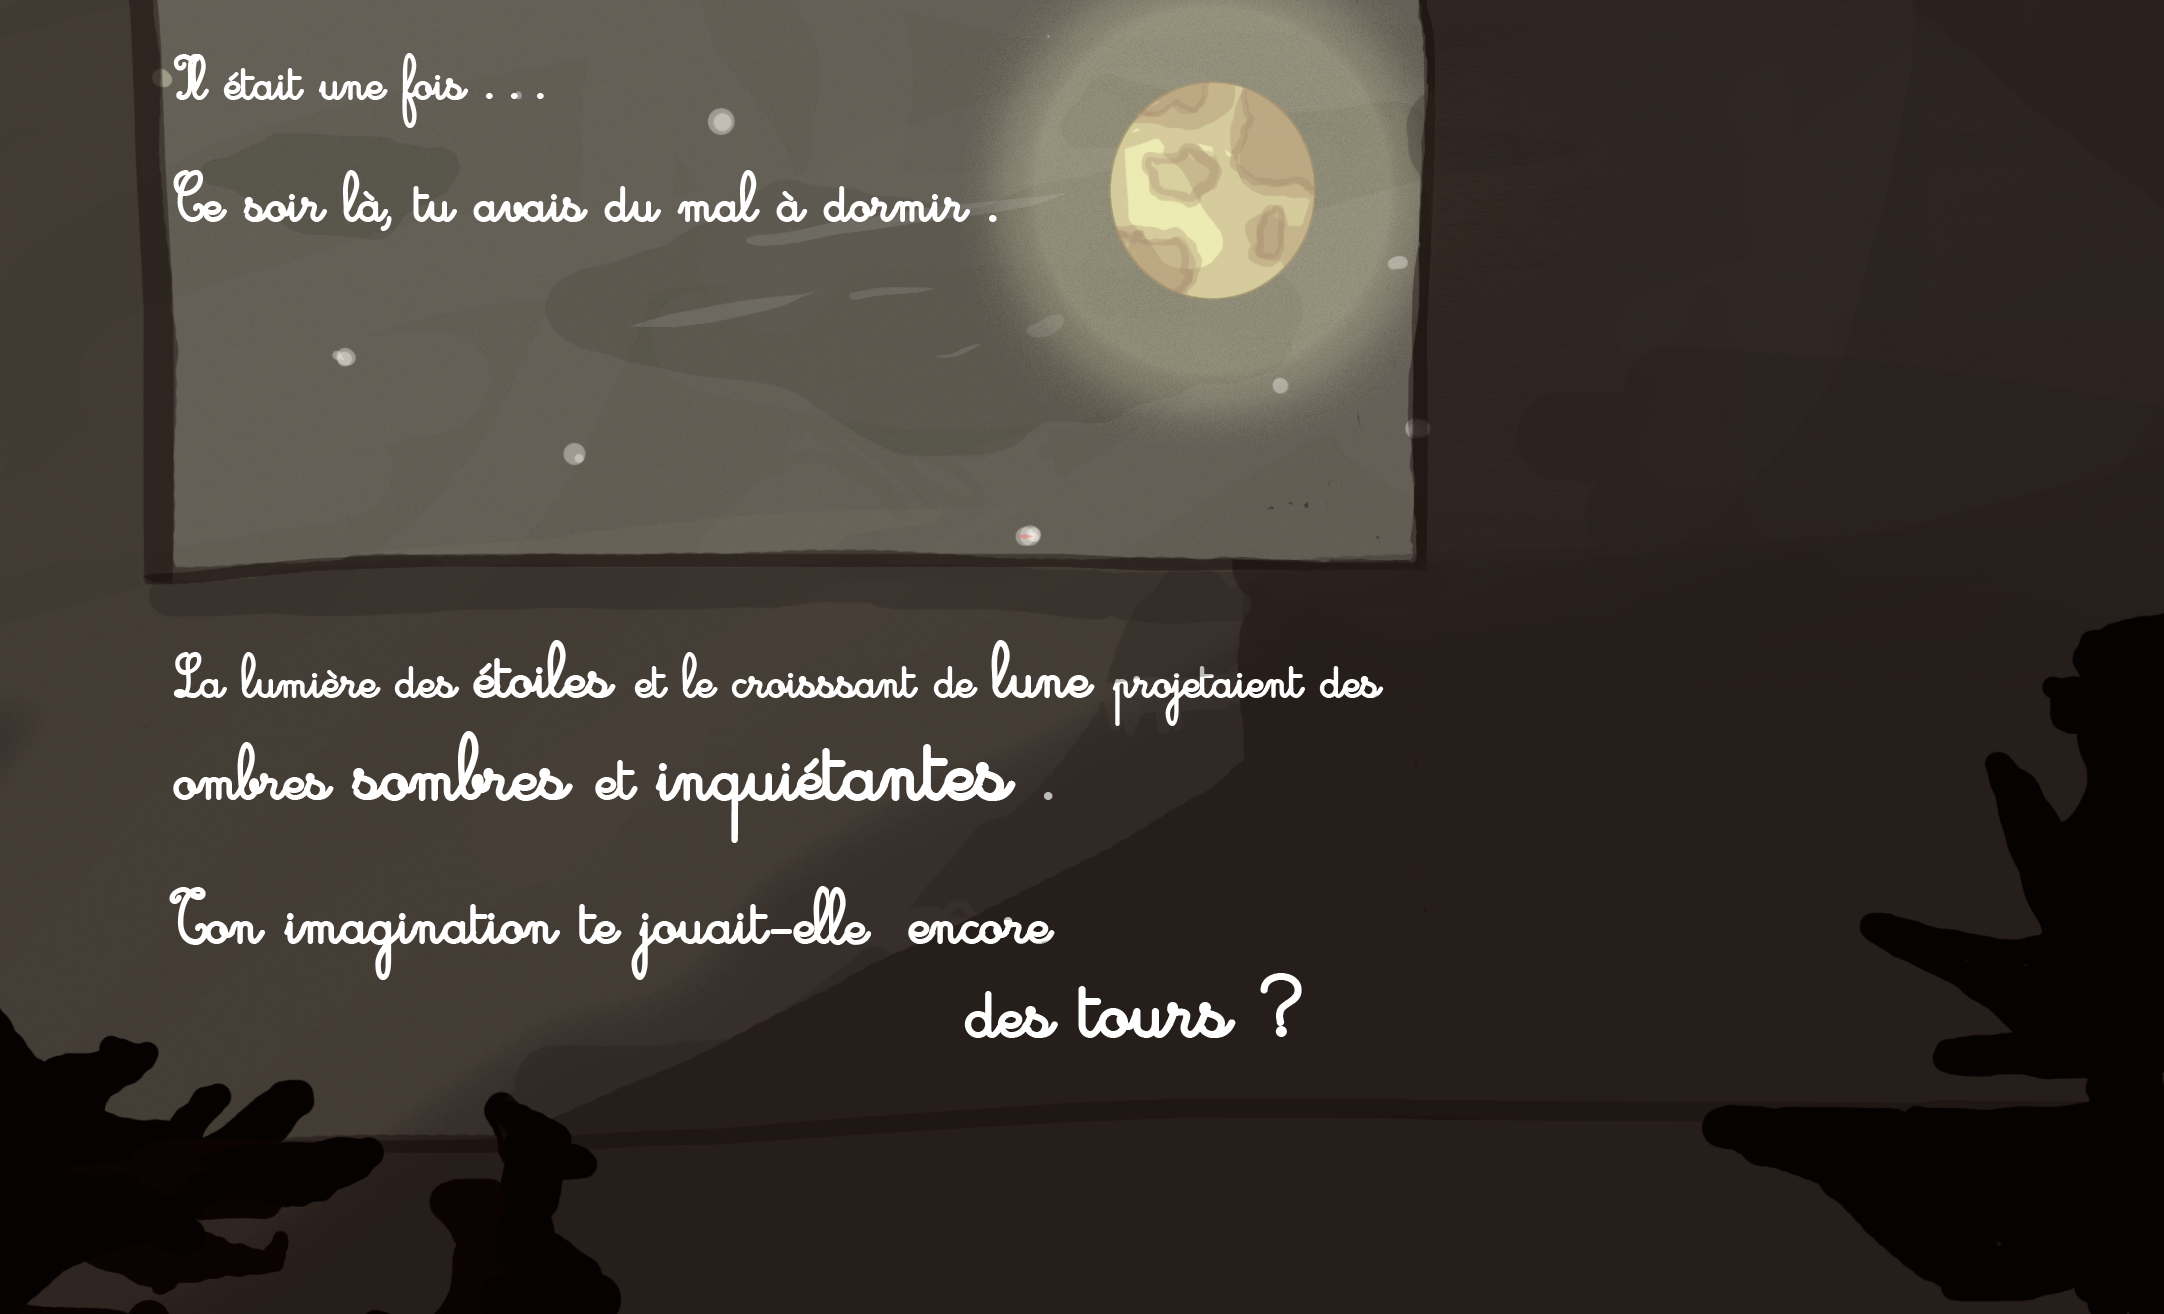 Il était une fois . . .
Ce soir là, tu avais du mal à dormir .
La lumière des étoiles et le croisssant de lune projetaient des
ombres sombres et inquiétantes .
Ton imagination te jouait-elle encore
des tours ?